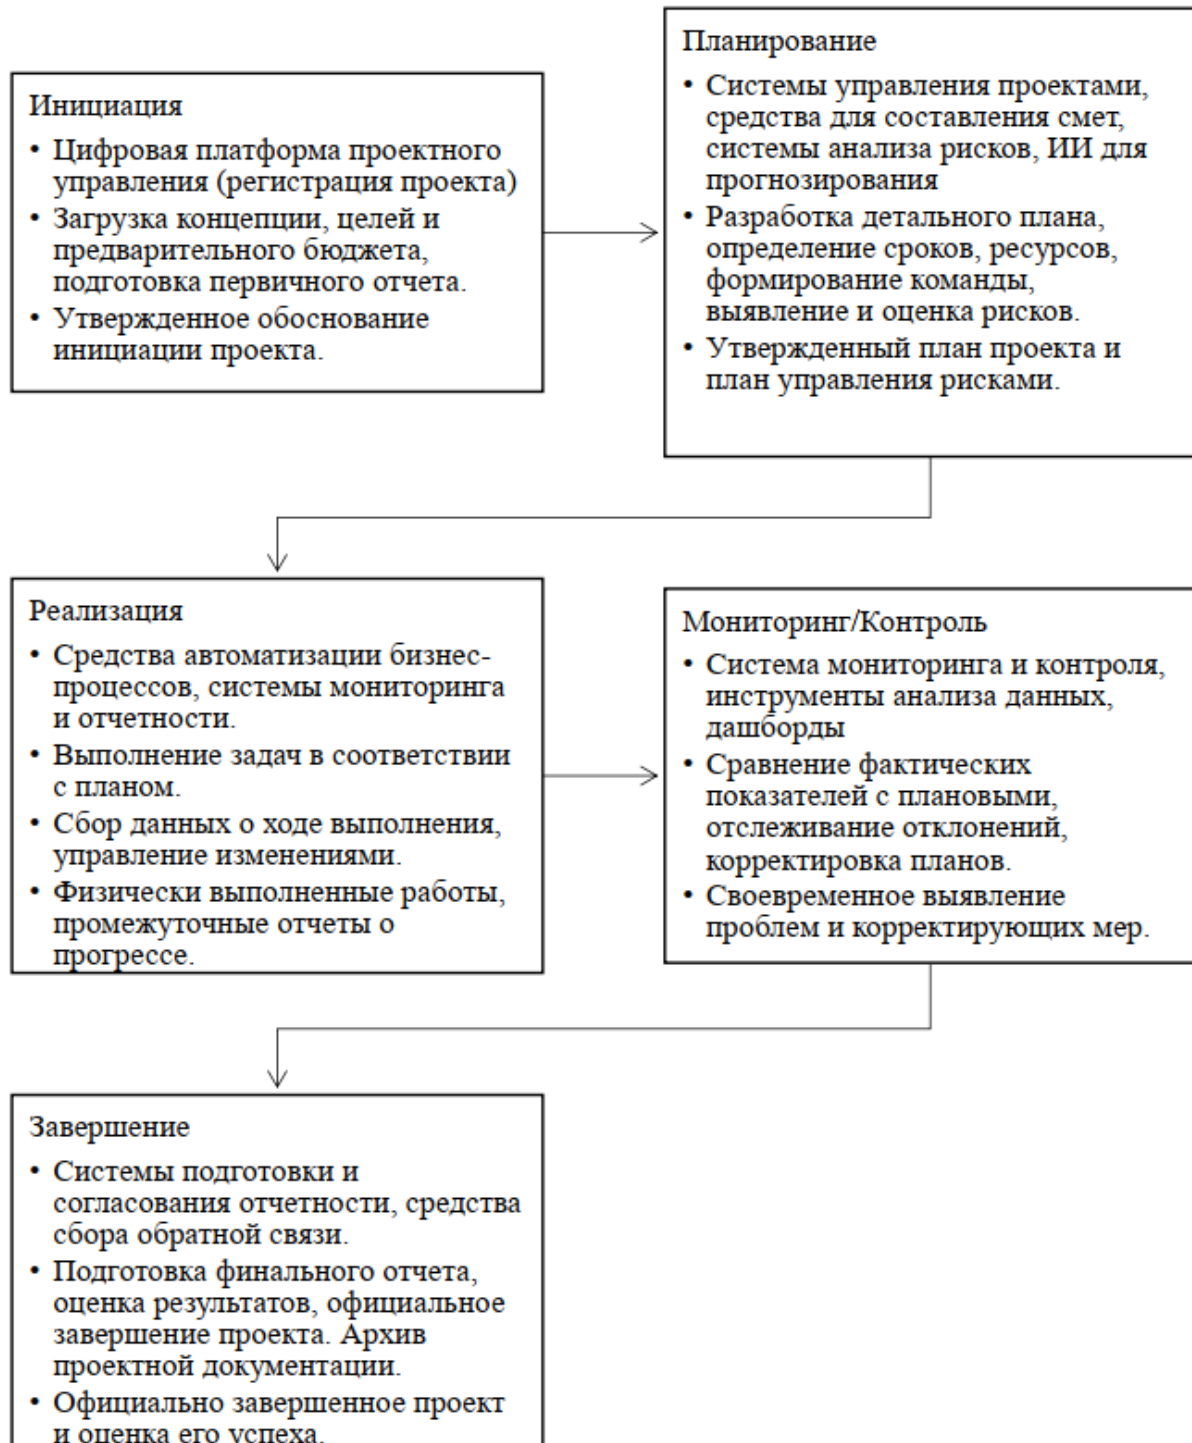 Инициация
• Цифровая платформа проектного
управления (регистрация проекта)
• Загрузка концепции, целей и
предварительного бюджета,
подготовка первичного отчета.
• Утвержденное обоснование
инициации проекта.
Планирование
• Системы управления проектами,
средства для составления смет,
системы анализа рисков, ИИ для
прогнозирования
• Разработка детального плана,
определение сроков, ресурсов,
формирование команды,
выявление и оценка рисков.
• Утвержденный план проекта и
план управления рисками.
Реализация
• Средства автоматизации бизнес-
процессов, системы мониторинга
и отчетности.
• Выполнение задач в соответствии
с планом.
• Сбор данных о ходе выполнения,
управление изменениями.
• Физически выполненные работы,
промежуточные отчеты о
прогрессе.
Мониторинг/Контроль
• Система мониторинга и контроля,
инструменты анализа данных,
дашборды
• Сравнение фактических
показателей с плановыми,
отслеживание отклонений,
корректировка планов.
• Своевременное выявление
проблем и корректирующих мер.
Завершение
• Системы подготовки и
согласования отчетности, средства
сбора обратной связи.
• Подготовка финального отчета,
оценка результатов, официальное
завершение проекта. Архив
проектной документации.
• Официально завершенное проект
и оценка его успеха.